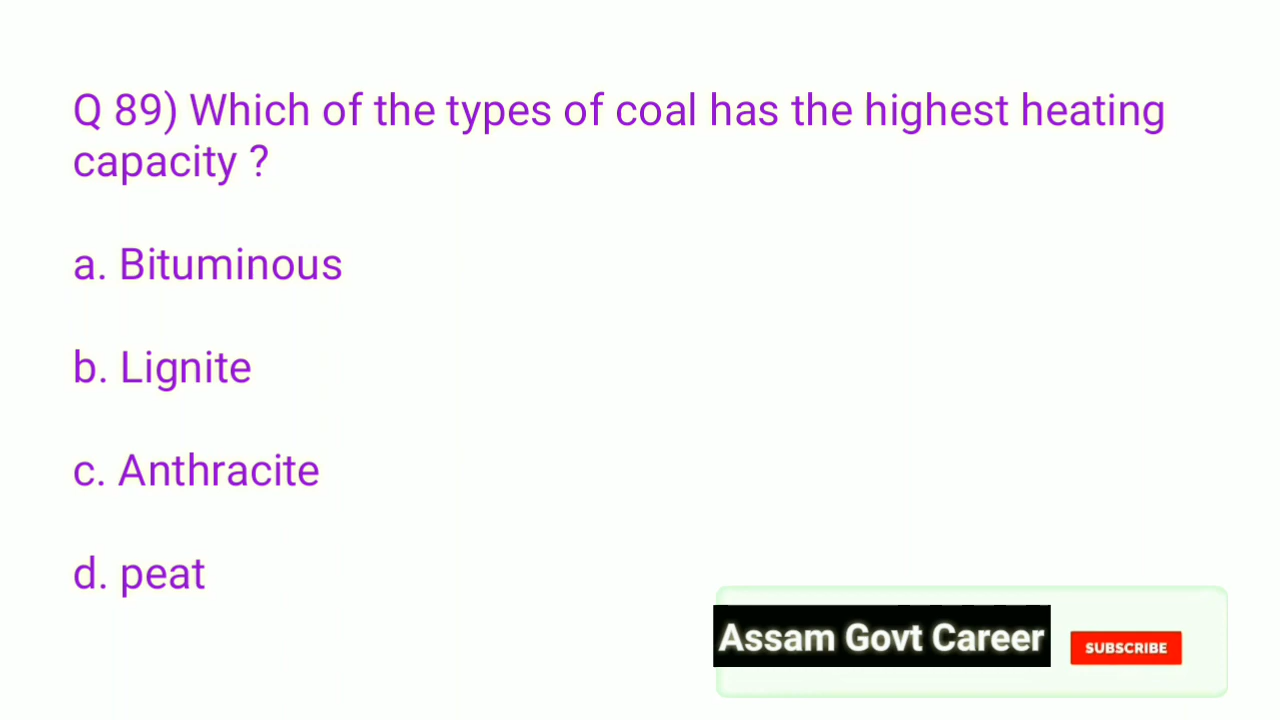 Q 89) Which of the types of coal has the highest heating
capacity ?
a. Bituminous
b. Lignite
c. Anthracite
d. peat
Assam Govt Career
SUBSCRIBE